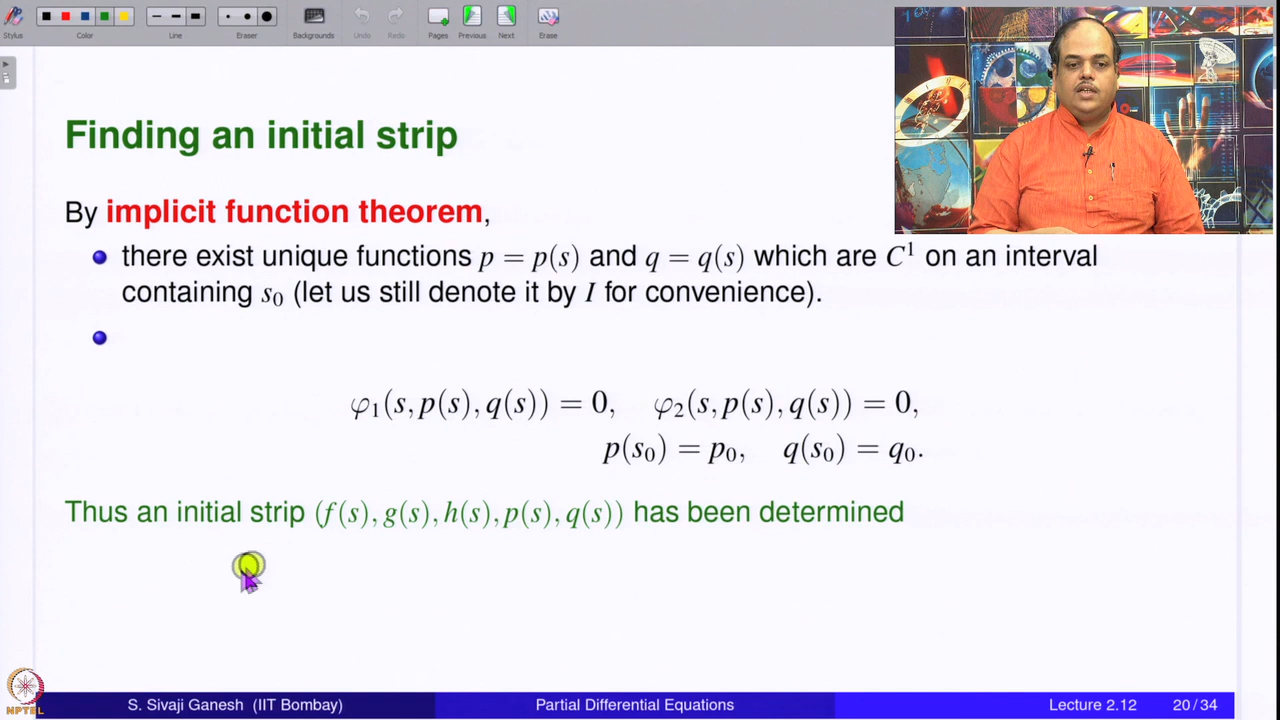 Stylus
Color
Line
Eraser
Backgrounds
Undo
Redo
Pages
Previous
Next
Erase
Finding an initial strip
By implicit function theorem,
there exist unique functions p = p(s) and q = q(s) which are C¹ on an interval
containing s₀ (let us still denote it by I for convenience).
φ₁(s, p(s), q(s)) = 0, φ₂(s, p(s), q(s)) = 0,
p(s₀) = p₀, q(s₀) = q₀.
Thus an initial strip (f(s), g(s), h(s), p(s), q(s)) has been determined
NPTEL
S. Sivaji Ganesh (IIT Bombay)
Partial Differential Equations
Lecture 2.12
20 / 34